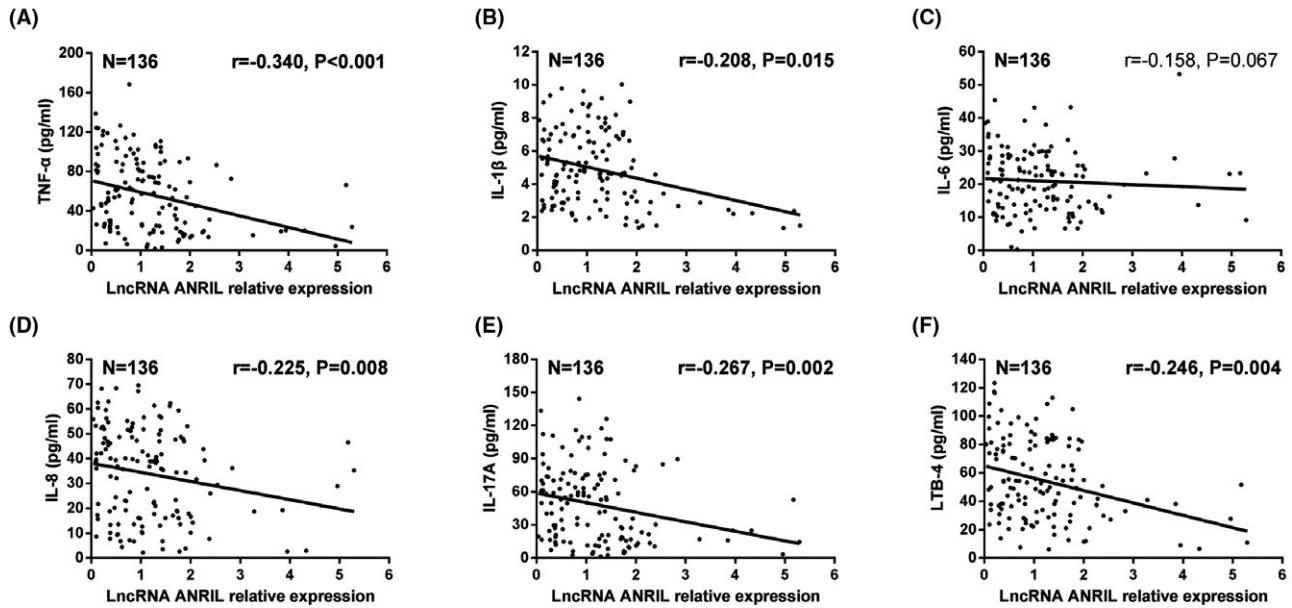 (A)
N=136 r=-0.340, P<0.001
TNF-α (pg/ml)
200
160
120
80
40
0
0 1 2 3 4 5 6
LncRNA ANRIL relative expression
(B)
N=136 r=-0.208, P=0.015
IL-1β (pg/ml)
12
10
8
6
4
2
0
0 1 2 3 4 5 6
LncRNA ANRIL relative expression
(C)
N=136 r=-0.158, P=0.067
IL-6 (pg/ml)
60
50
40
30
20
10
0
0 1 2 3 4 5 6
LncRNA ANRIL relative expression
(D)
N=136 r=-0.225, P=0.008
IL-8 (pg/ml)
80
70
60
50
40
30
20
10
0
0 1 2 3 4 5 6
LncRNA ANRIL relative expression
(E)
N=136 r=-0.267, P=0.002
IL-17A (pg/ml)
180
150
120
90
60
30
0
0 1 2 3 4 5 6
LncRNA ANRIL relative expression
(F)
N=136 r=-0.246, P=0.004
LTB-4 (pg/ml)
140
120
100
80
60
40
20
0
0 1 2 3 4 5 6
LncRNA ANRIL relative expression